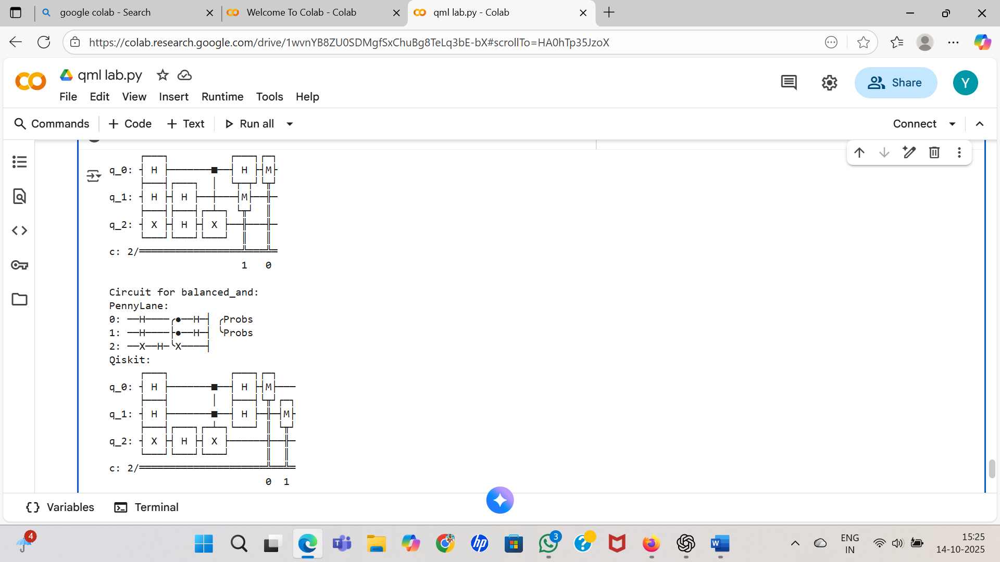 google colab - Search
Welcome To Colab - Colab
qml lab.py - Colab
https://colab.research.google.com/drive/1wvnYB8ZU0SDMgfSxChuBg8TeLq3bE-bX#scrollTo=HA0hTp35JzoX
qml lab.py
File Edit View Insert Runtime Tools Help
Share
Y
Commands + Code + Text Run all
Connect
q_0: ┤ H ├───────■──┤ H ├┤M├
q_1: ┤ H ├┤ H ├──┼───┤M├──╫─
q_2: ┤ X ├┤ H ├┤ X ├──╫───╫─
c: 2/══════════════════╩═══╩═
1 0
Circuit for balanced_and:
PennyLane:
0: ──H────╭●──H─┤ ╭Probs
1: ──H────├●──H─┤ ╰Probs
2: ──X──H─╰X────┤
Qiskit:
q_0: ┤ H ├───────■──┤ H ├┤M├───
q_1: ┤ H ├───────■──┤ H ├─╫─┤M├
q_2: ┤ X ├┤ H ├┤ X ├──────╫──╫─
c: 2/═════════════════════╩══╩═
0 1
Variables
Terminal
4
3
ENG
IN
15:25
14-10-2025